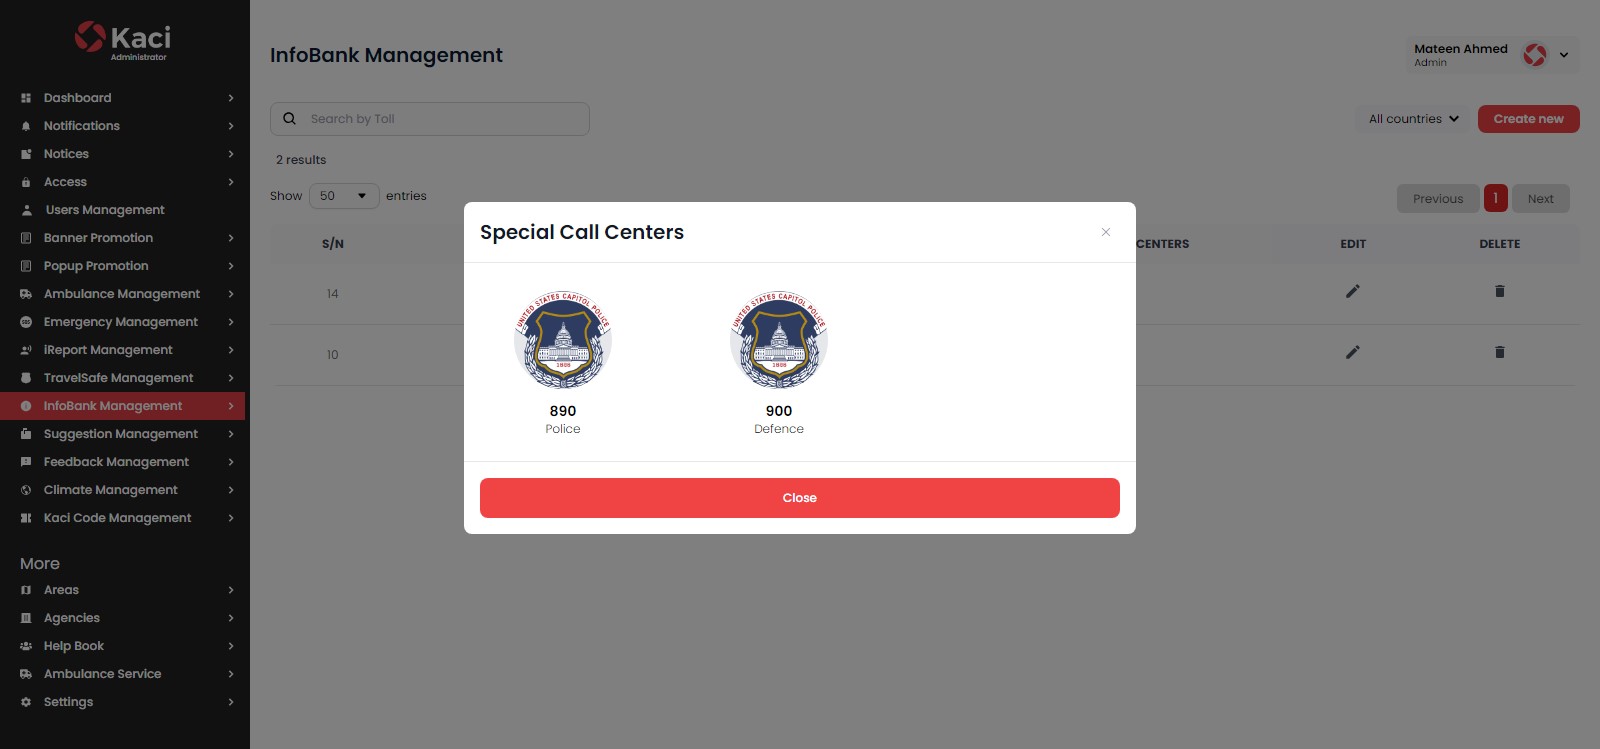 Kaci
Administrator
Dashboard
Notifications
Notices
Access
Users Management
Banner Promotion
Popup Promotion
Ambulance Management
Emergency Management
iReport Management
TravelSafe Management
InfoBank Management
Suggestion Management
Feedback Management
Climate Management
Kaci Code Management
More
Areas
Agencies
Help Book
Ambulance Service
Settings
InfoBank Management
Mateen Ahmed
Admin
Search by Toll
All countries
Create new
2 results
Show 50 entries
Previous 1 Next
S/N CENTERS EDIT DELETE
14
10
Special Call Centers
×
UNITED STATES CAPITOL POLICE
1828
890
Police
UNITED STATES CAPITOL POLICE
1828
900
Defence
Close